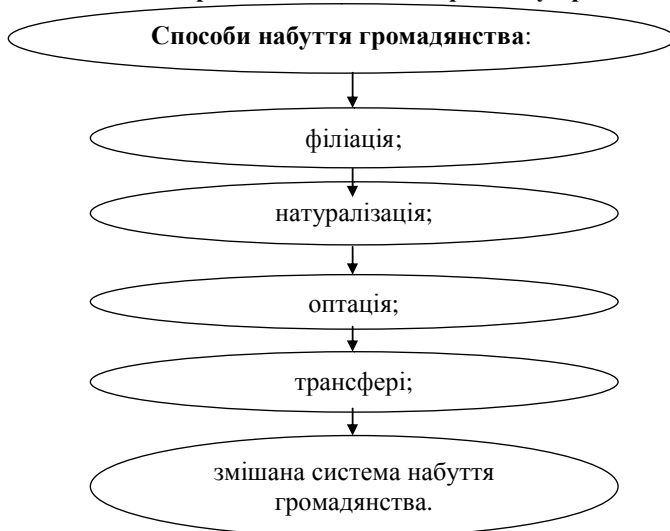 Способи набуття громадянства:
філіація;
натуралізація;
оптація;
трансфері;
змішана система набуття
громадянства.